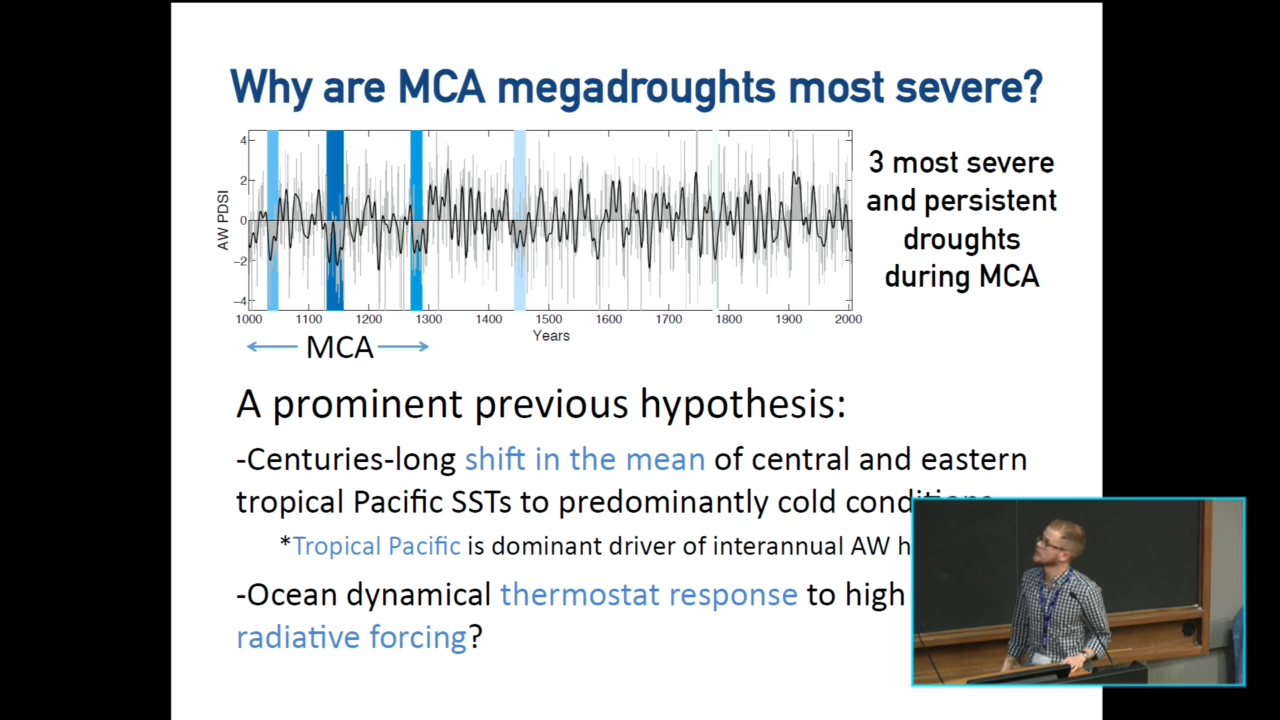 Why are MCA megadroughts most severe?
4
2
0
−2
−4
AW PDSI
1000 1100 1200 1300 1400 1500 1600 1700 1800 1900 2000
Years
MCA
3 most severe
and persistent
droughts
during MCA
A prominent previous hypothesis:
-Centuries-long shift in the mean of central and eastern
tropical Pacific SSTs to predominantly cold conditions
*Tropical Pacific is dominant driver of interannual AW
-Ocean dynamical thermostat response to high
radiative forcing?